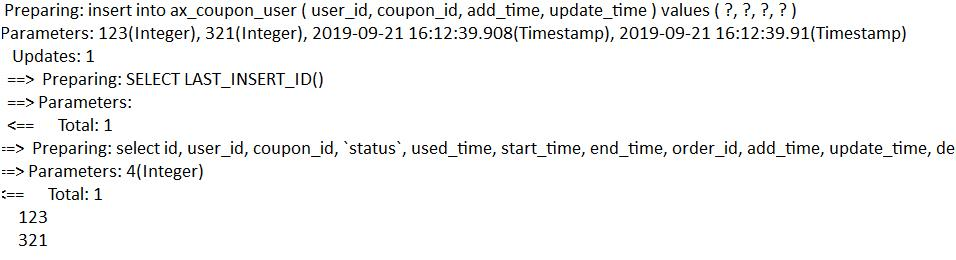 Preparing: insert into ax_coupon_user ( user_id, coupon_id, add_time, update_time ) values ( ?, ?, ?, ? )
Parameters: 123(Integer), 321(Integer), 2019-09-21 16:12:39.908(Timestamp), 2019-09-21 16:12:39.91(Timestamp)
Updates: 1
==> Preparing: SELECT LAST_INSERT_ID()
==> Parameters:
<== Total: 1
==> Preparing: select id, user_id, coupon_id, `status`, used_time, start_time, end_time, order_id, add_time, update_time, de
==> Parameters: 4(Integer)
<== Total: 1
123
321